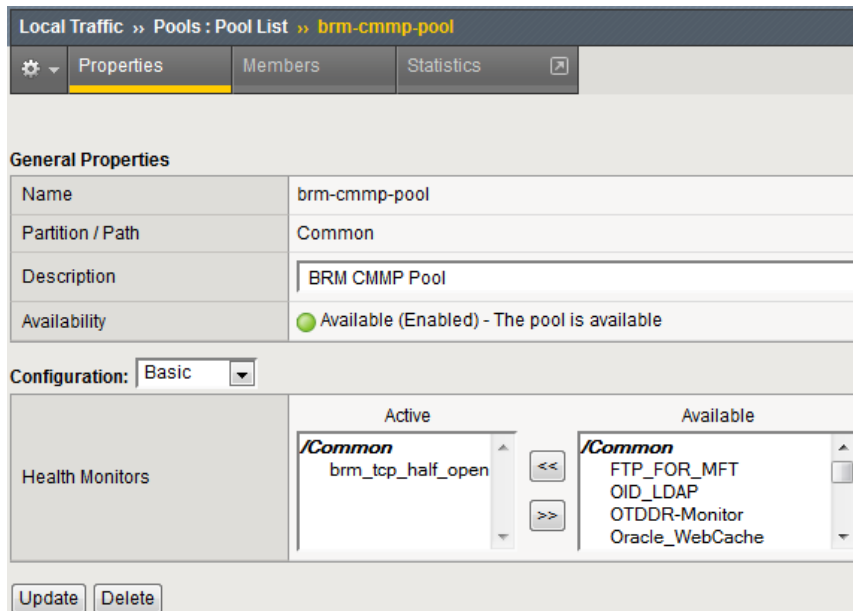 Local Traffic ›› Pools : Pool List ›› brm-cmmp-pool
Properties Members Statistics
General Properties
Name brm-cmmp-pool
Partition / Path Common
Description BRM CMMP Pool
Availability Available (Enabled) - The pool is available
Configuration: Basic
Active Available
/Common /Common
brm_tcp_half_open << FTP_FOR_MFT
Health Monitors OID_LDAP
>> OTDDR-Monitor
Oracle_WebCache
Update Delete